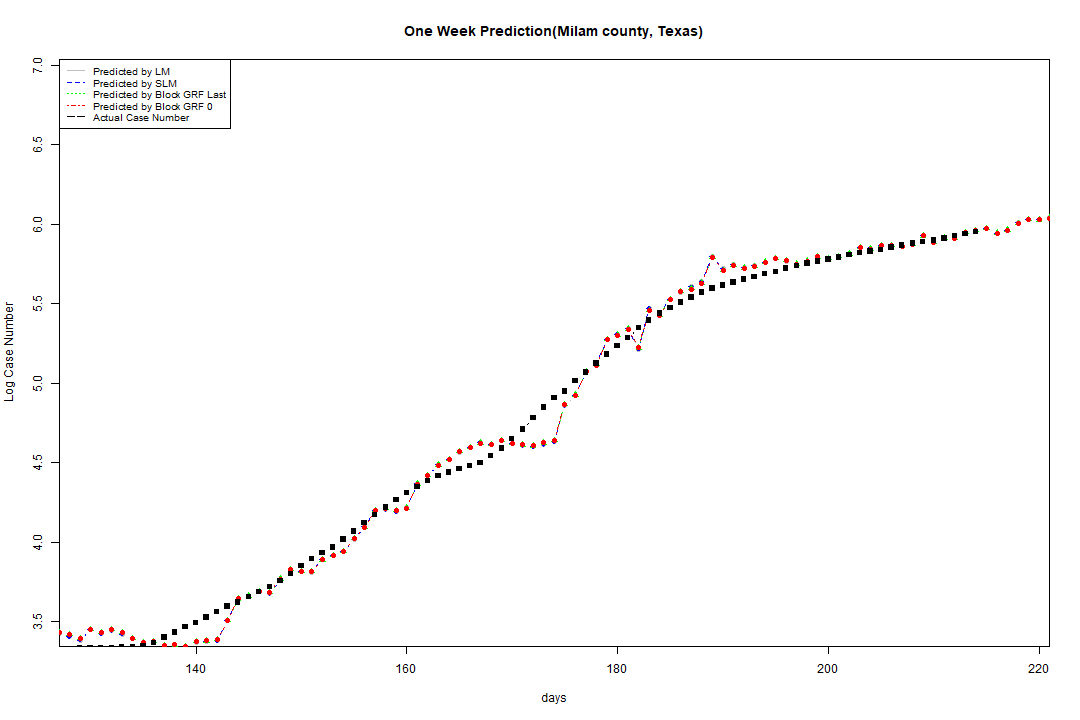 One Week Prediction(Milam county, Texas)
Predicted by LM
Predicted by SLM
Predicted by Block GRF Last
Predicted by Block GRF 0
Actual Case Number
7.0
6.5
6.0
5.5
5.0
4.5
4.0
3.5
Log Case Number
140 160 180 200 220
days